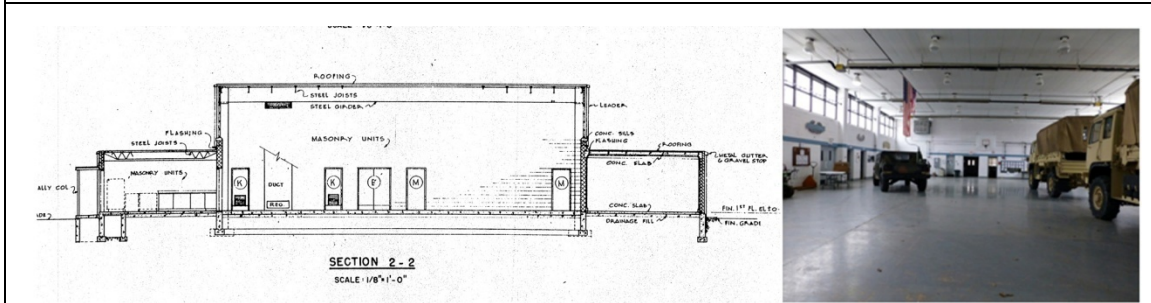 ROOFING
STEEL JOISTS
STEEL GIRDER
LEADER
FLASHING
STEEL JOISTS
MASONRY UNITS
CONC. SILLS
FLASHING
ROOFING
CONC. SLAB
METAL GUTTER
& GRAVEL STOP
MASONRY UNITS
ALLY COL
K
DUCT
REG.
K
B
M
M
CONC. SLAB
FIN. 1ST FL. EL.
DRAINAGE FILL
FIN. GRADE
SECTION 2-2
SCALE: 1/8"=1'-0"